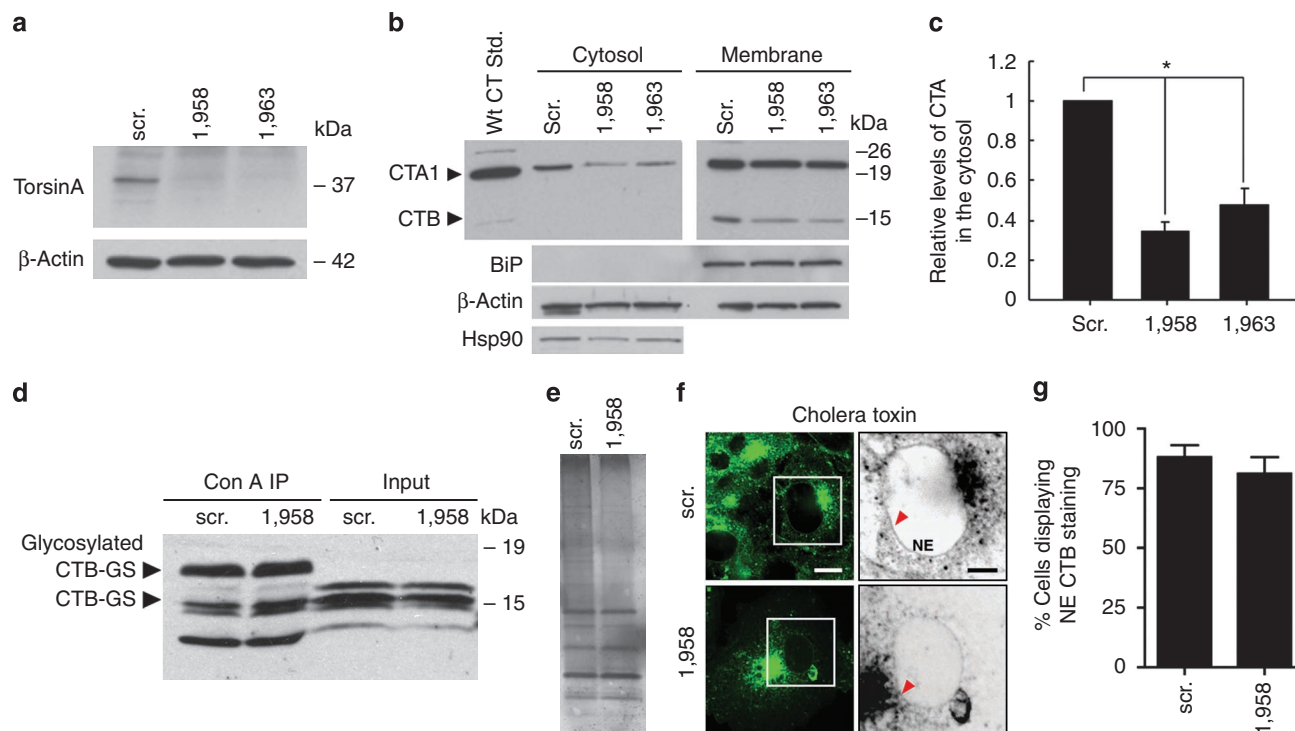 a
scr.
1,958
1,963
kDa
TorsinA
– 37
β-Actin
– 42
b
Wt CT Std.
Cytosol
Membrane
Scr.
1,958
1,963
Scr.
1,958
1,963
kDa
CTA1
CTB
–26
–19
–15
BiP
β-Actin
Hsp90
c
Relative levels of CTA
in the cytosol
1.2
1
0.8
0.6
0.4
0.2
0
*
Scr.
1,958
1,963
d
Con A IP
Input
scr.
1,958
scr.
1,958
kDa
Glycosylated
CTB-GS
CTB-GS
– 19
– 15
e
scr.
1,958
f
Cholera toxin
scr.
NE
1,958
g
% Cells displaying
NE CTB staining
100
75
50
25
0
scr.
1,958